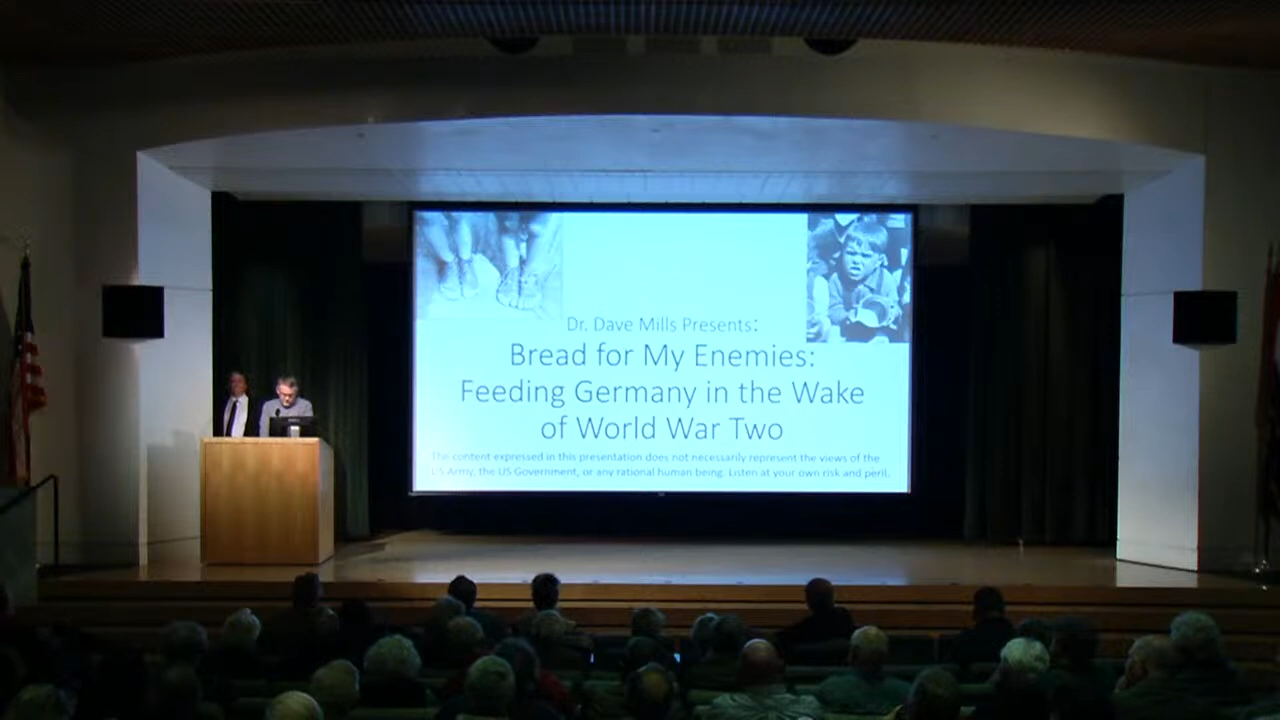 Dr. Dave Mills Presents:
Bread for My Enemies:
Feeding Germany in the Wake
of World War Two
The content expressed in this presentation does not necessarily represent the views of the
US Army, the US Government, or any rational human being. Listen at your own risk and peril.